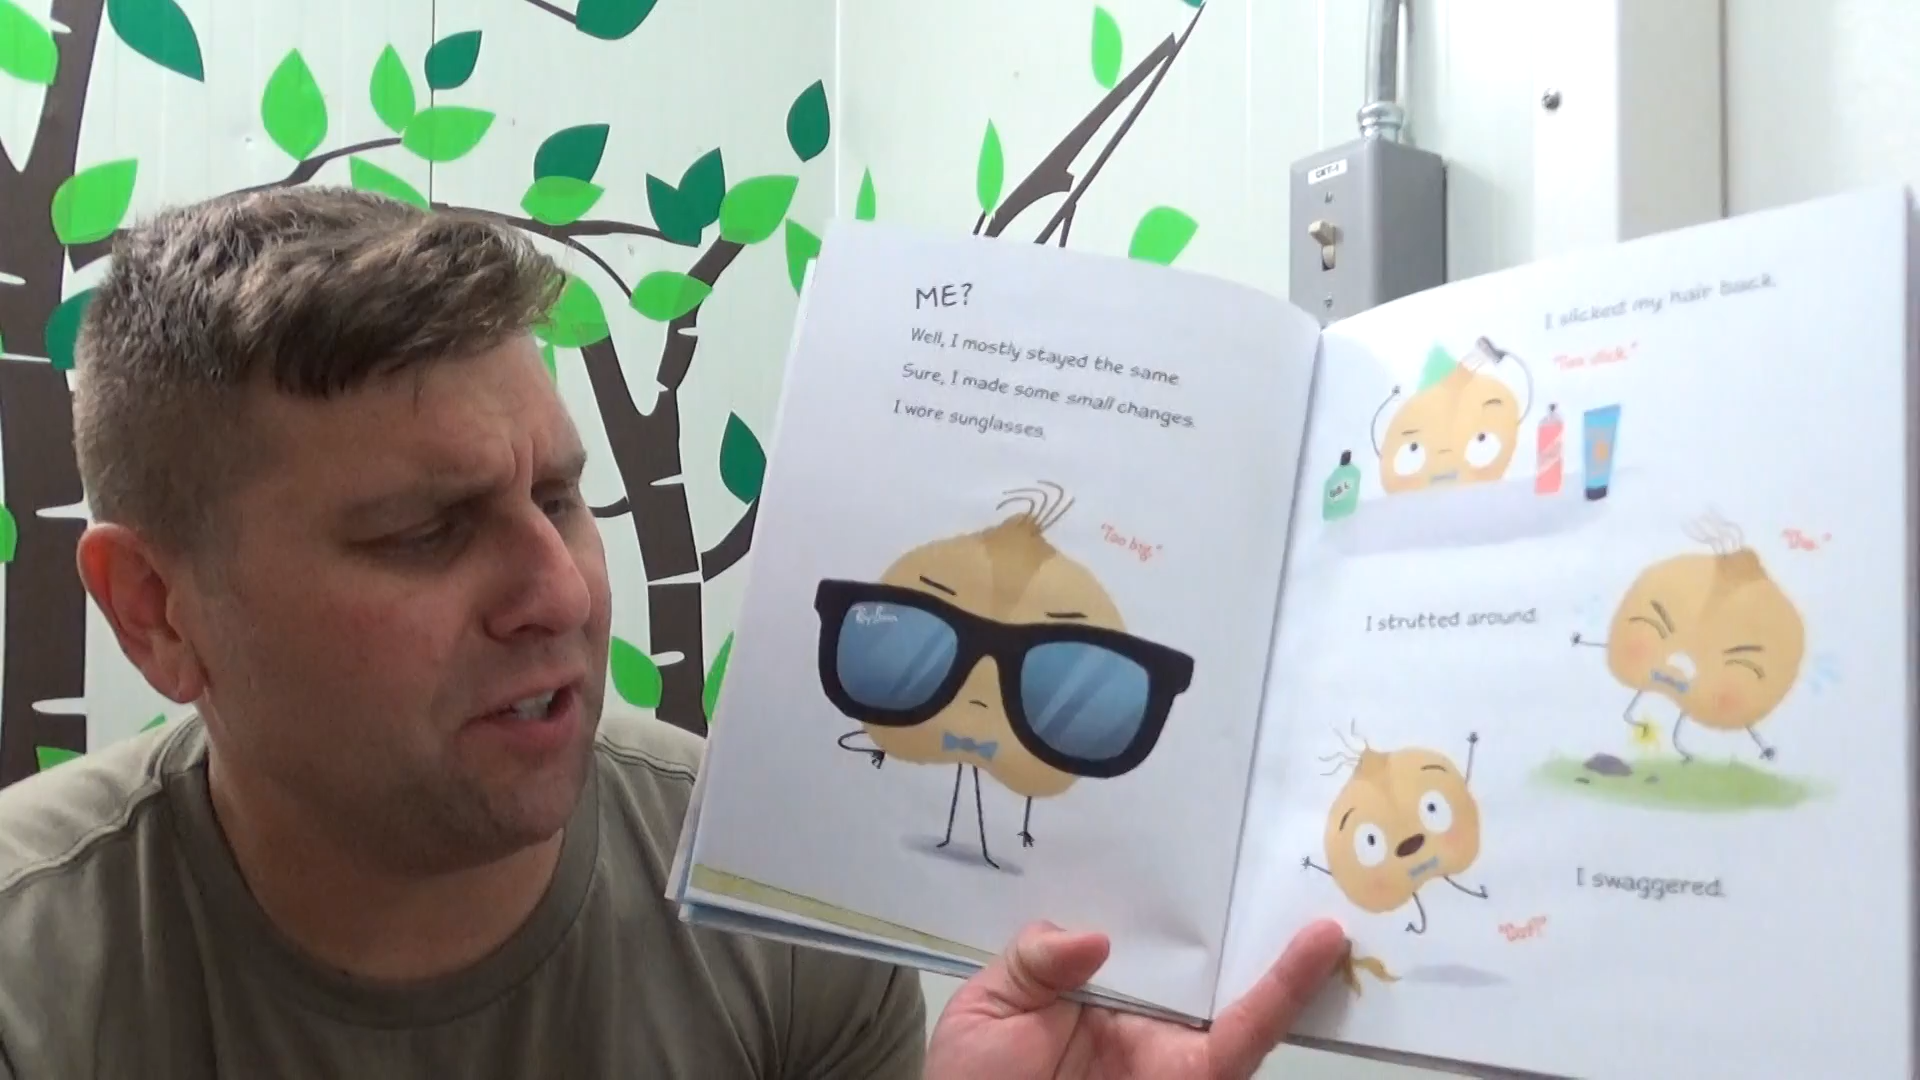 ME?
Well, I mostly stayed the same.
Sure, I made some small changes.
I wore sunglasses.
"Too big."
I slicked my hair back.
"Too slick."
GEL
I strutted around.
I swaggered.